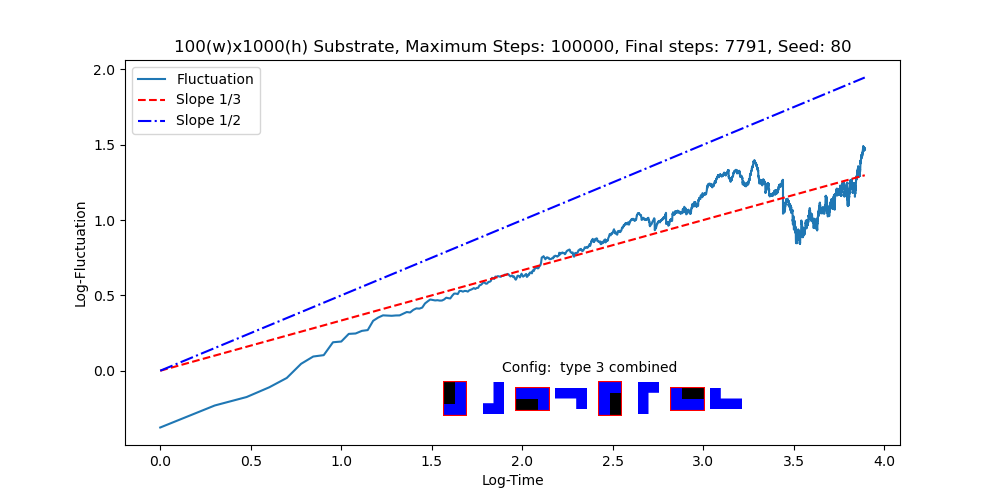 100(w)x1000(h) Substrate, Maximum Steps: 100000, Final steps: 7791, Seed: 80
Fluctuation
Slope 1/3
Slope 1/2
2.0
1.5
1.0
0.5
0.0
Log-Fluctuation
Config:  type 3 combined
0.0 0.5 1.0 1.5 2.0 2.5 3.0 3.5 4.0
Log-Time